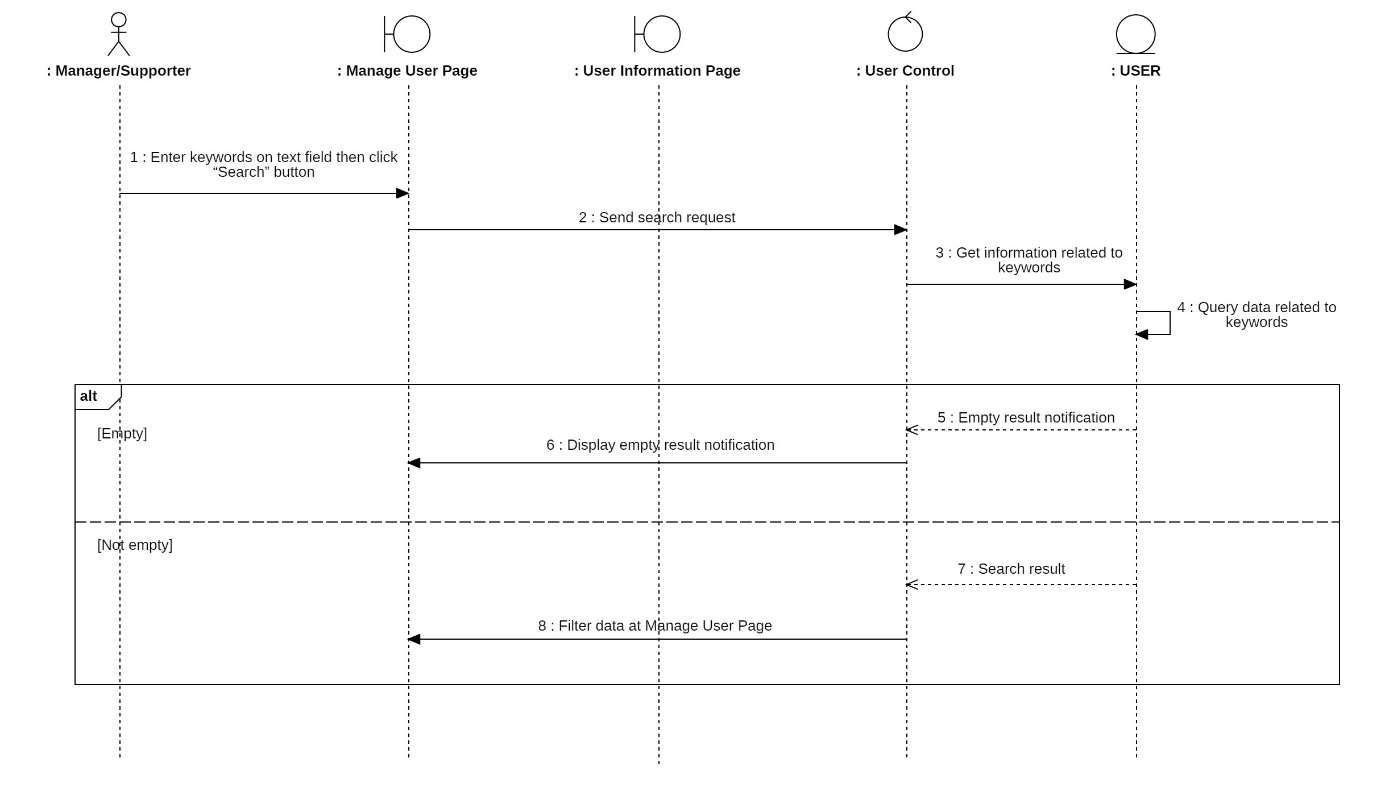 : Manager/Supporter
: Manage User Page
: User Information Page
: User Control
: USER
1 : Enter keywords on text field then click
“Search” button
2 : Send search request
3 : Get information related to
keywords
4 : Query data related to
keywords
alt
[Empty]
5 : Empty result notification
6 : Display empty result notification
[Not empty]
7 : Search result
8 : Filter data at Manage User Page